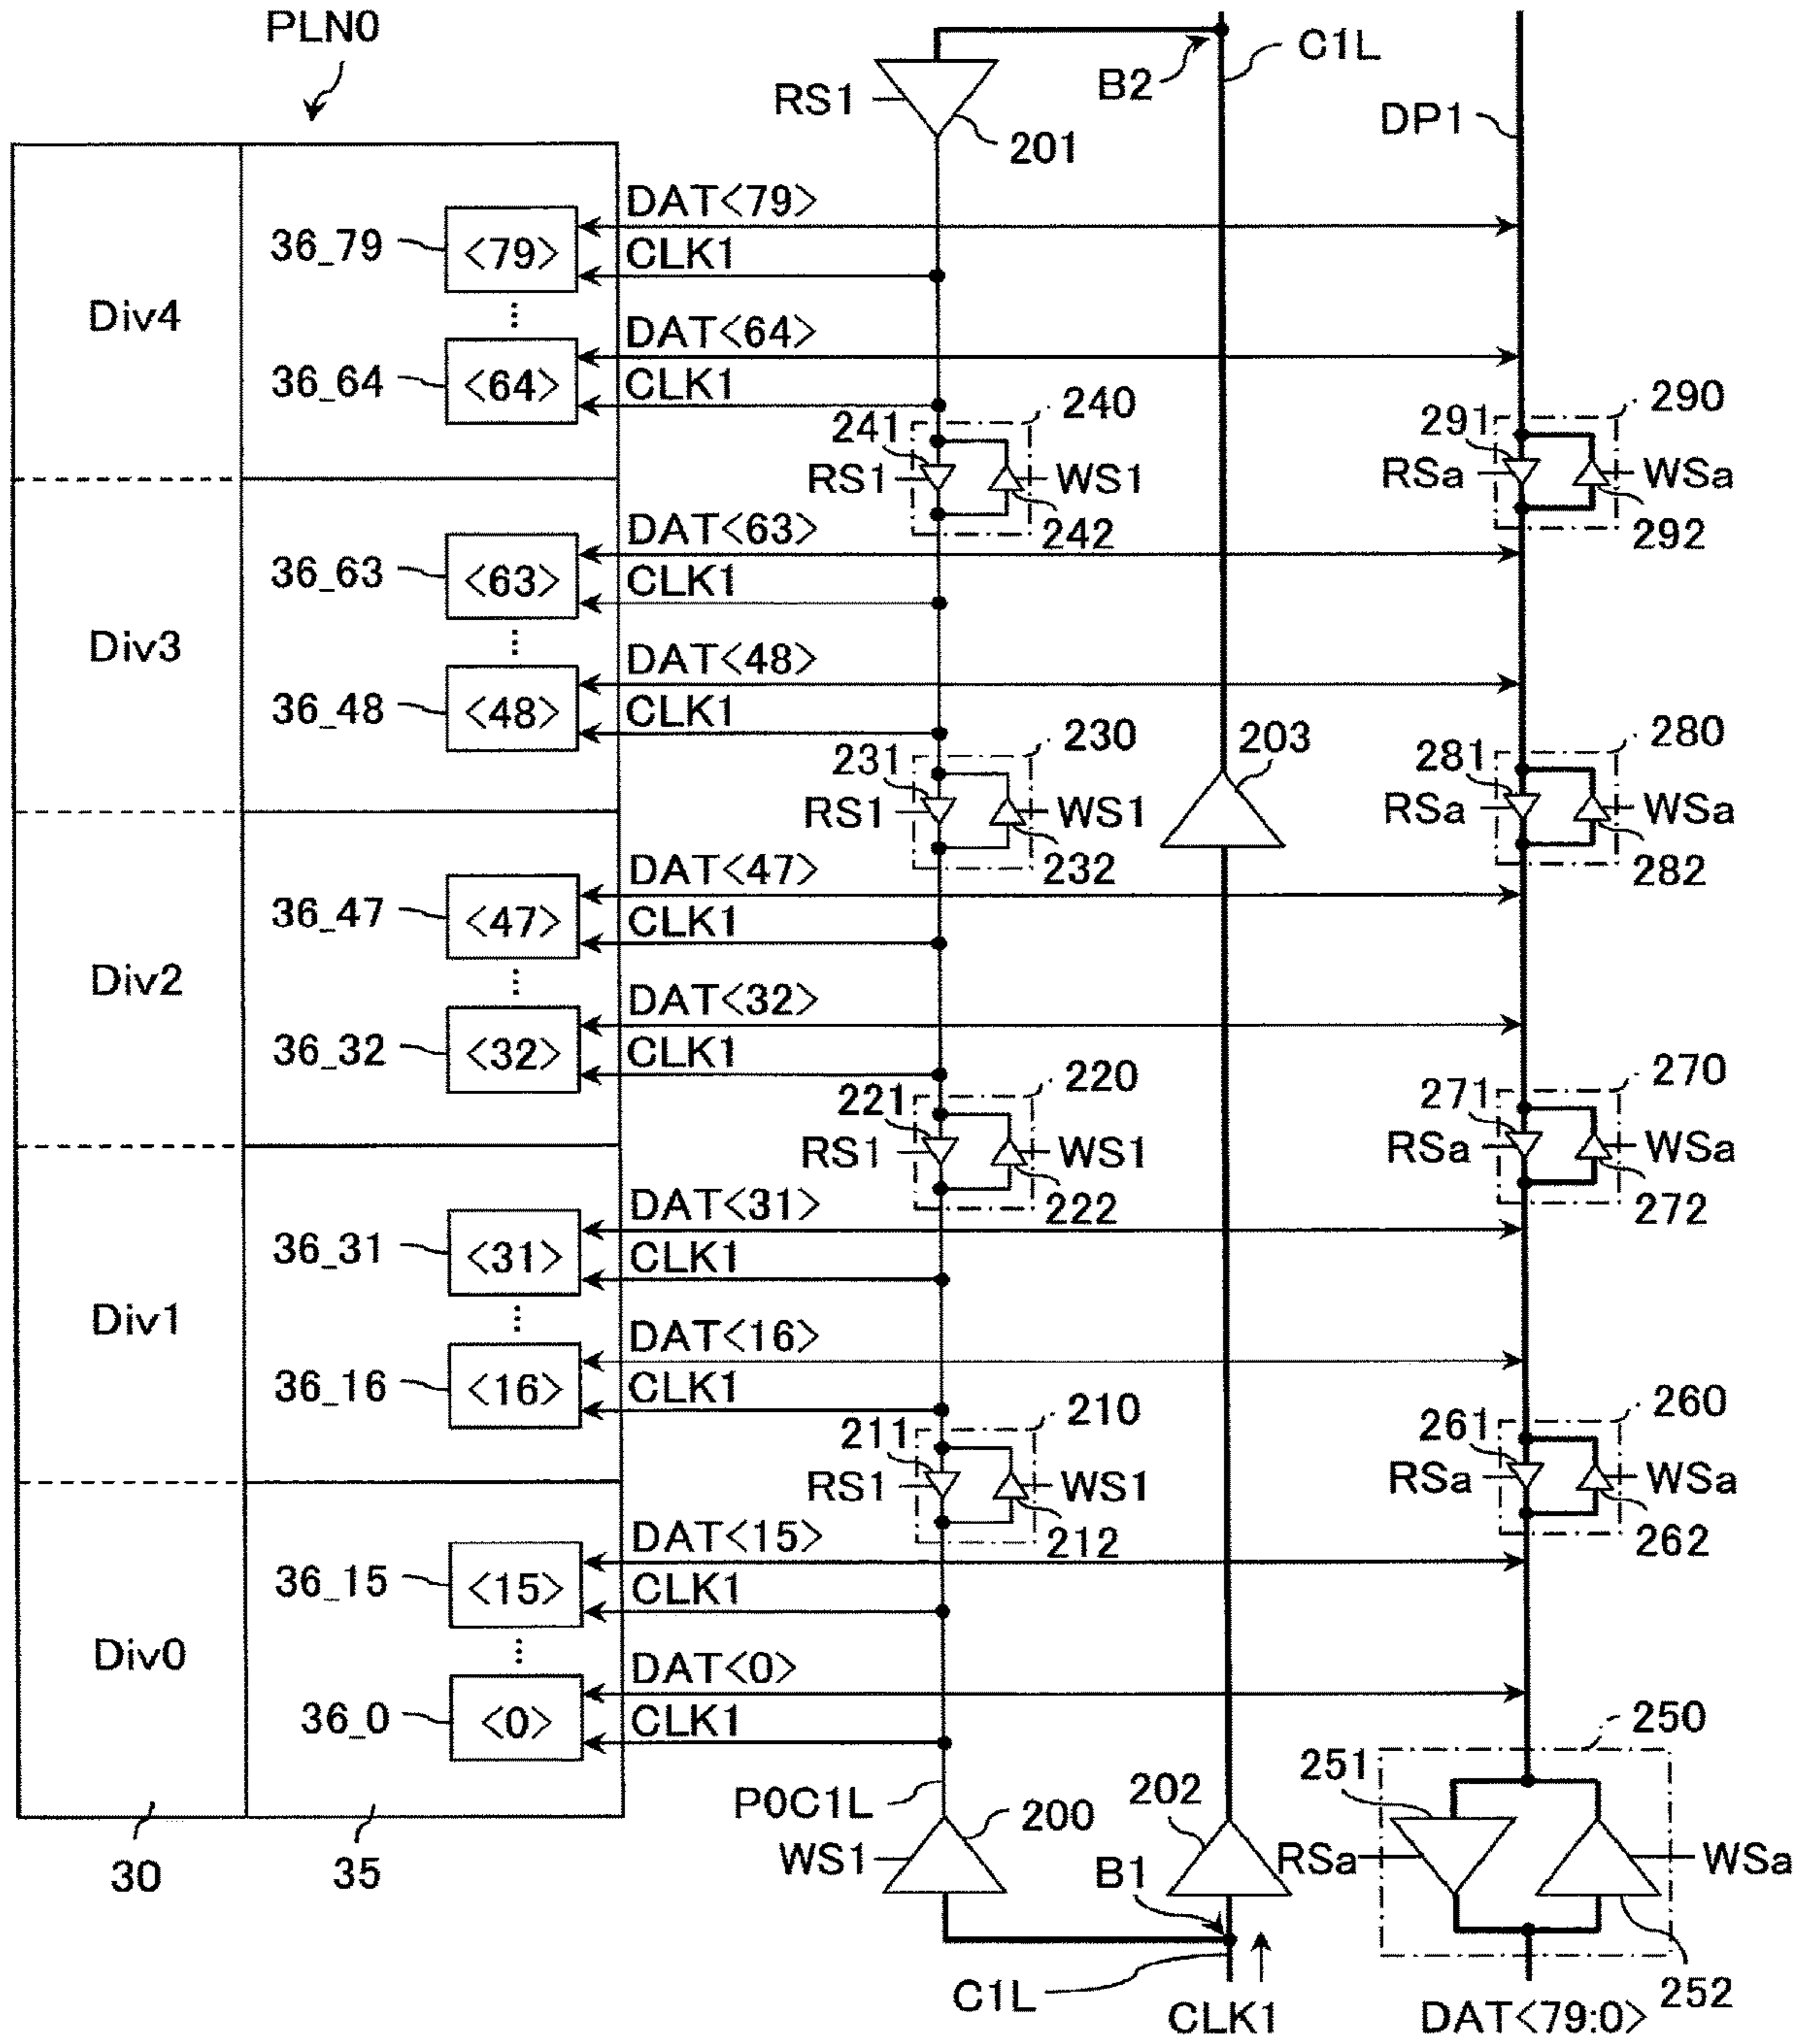 PLN0
C1L
B2
RS1
201
DP1
DAT<79>
36_79
<79>
CLK1
Div4
DAT<64>
36_64
<64>
CLK1
240
290
241
291
RS1
WS1
RSa
WSa
242
292
DAT<63>
36_63
<63>
CLK1
Div3
DAT<48>
36_48
<48>
CLK1
230
203
280
231
281
RS1
WS1
RSa
WSa
232
282
DAT<47>
36_47
<47>
CLK1
Div2
DAT<32>
36_32
<32>
CLK1
220
270
221
271
RS1
WS1
RSa
WSa
222
272
DAT<31>
36_31
<31>
CLK1
Div1
DAT<16>
36_16
<16>
CLK1
210
260
211
261
RS1
WS1
RSa
WSa
212
262
DAT<15>
36_15
<15>
CLK1
Div0
DAT<0>
36_0
<0>
CLK1
250
251
P0C1L
200
202
WS1
RSa
WSa
30
35
B1
252
C1L
CLK1
DAT<79:0>